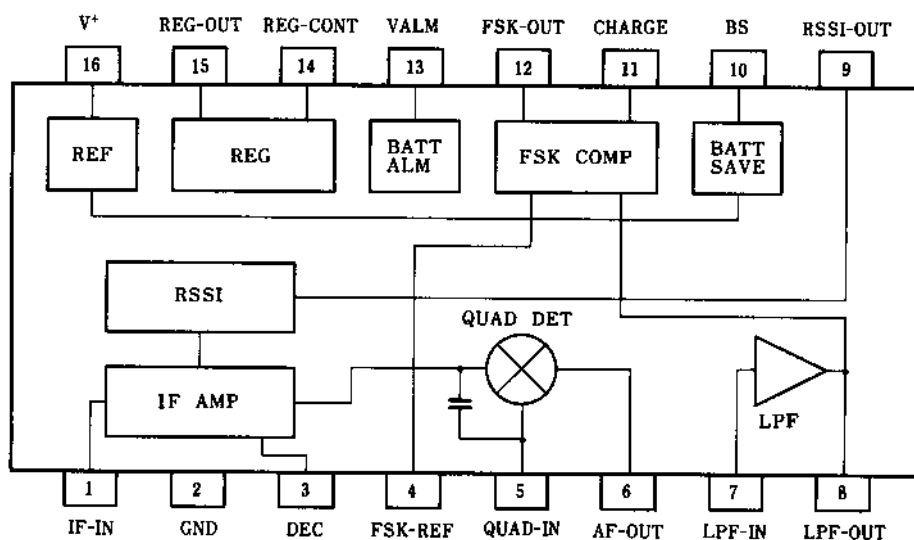 V+ REG-OUT REG-CONT VALM FSK-OUT CHARGE BS RSSI-OUT
16 15 14 13 12 11 10 9
REF REG BATT ALM FSK COMP BATT SAVE
RSSI
QUAD DET
IF AMP
LPF
1 2 3 4 5 6 7 8
IF-IN GND DEC FSK-REF QUAD-IN AF-OUT LPF-IN LPF-OUT